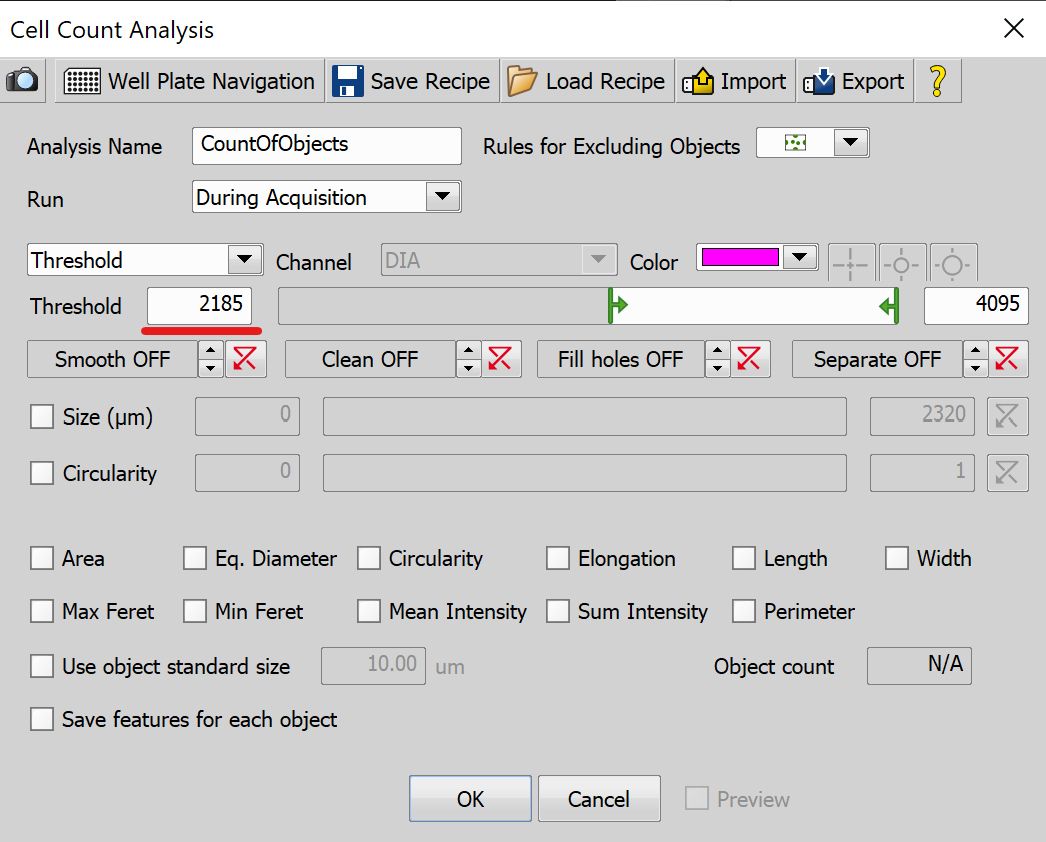 Cell Count Analysis
Well Plate Navigation Save Recipe Load Recipe Import Export ?
Analysis Name CountOfObjects Rules for Excluding Objects
Run During Acquisition
Threshold Channel DIA Color
Threshold 2185 4095
Smooth OFF Clean OFF Fill holes OFF Separate OFF
Size (µm) 0 2320
Circularity 0 1
Area Eq. Diameter Circularity Elongation Length Width
Max Feret Min Feret Mean Intensity Sum Intensity Perimeter
Use object standard size 10.00 um Object count N/A
Save features for each object
OK Cancel Preview